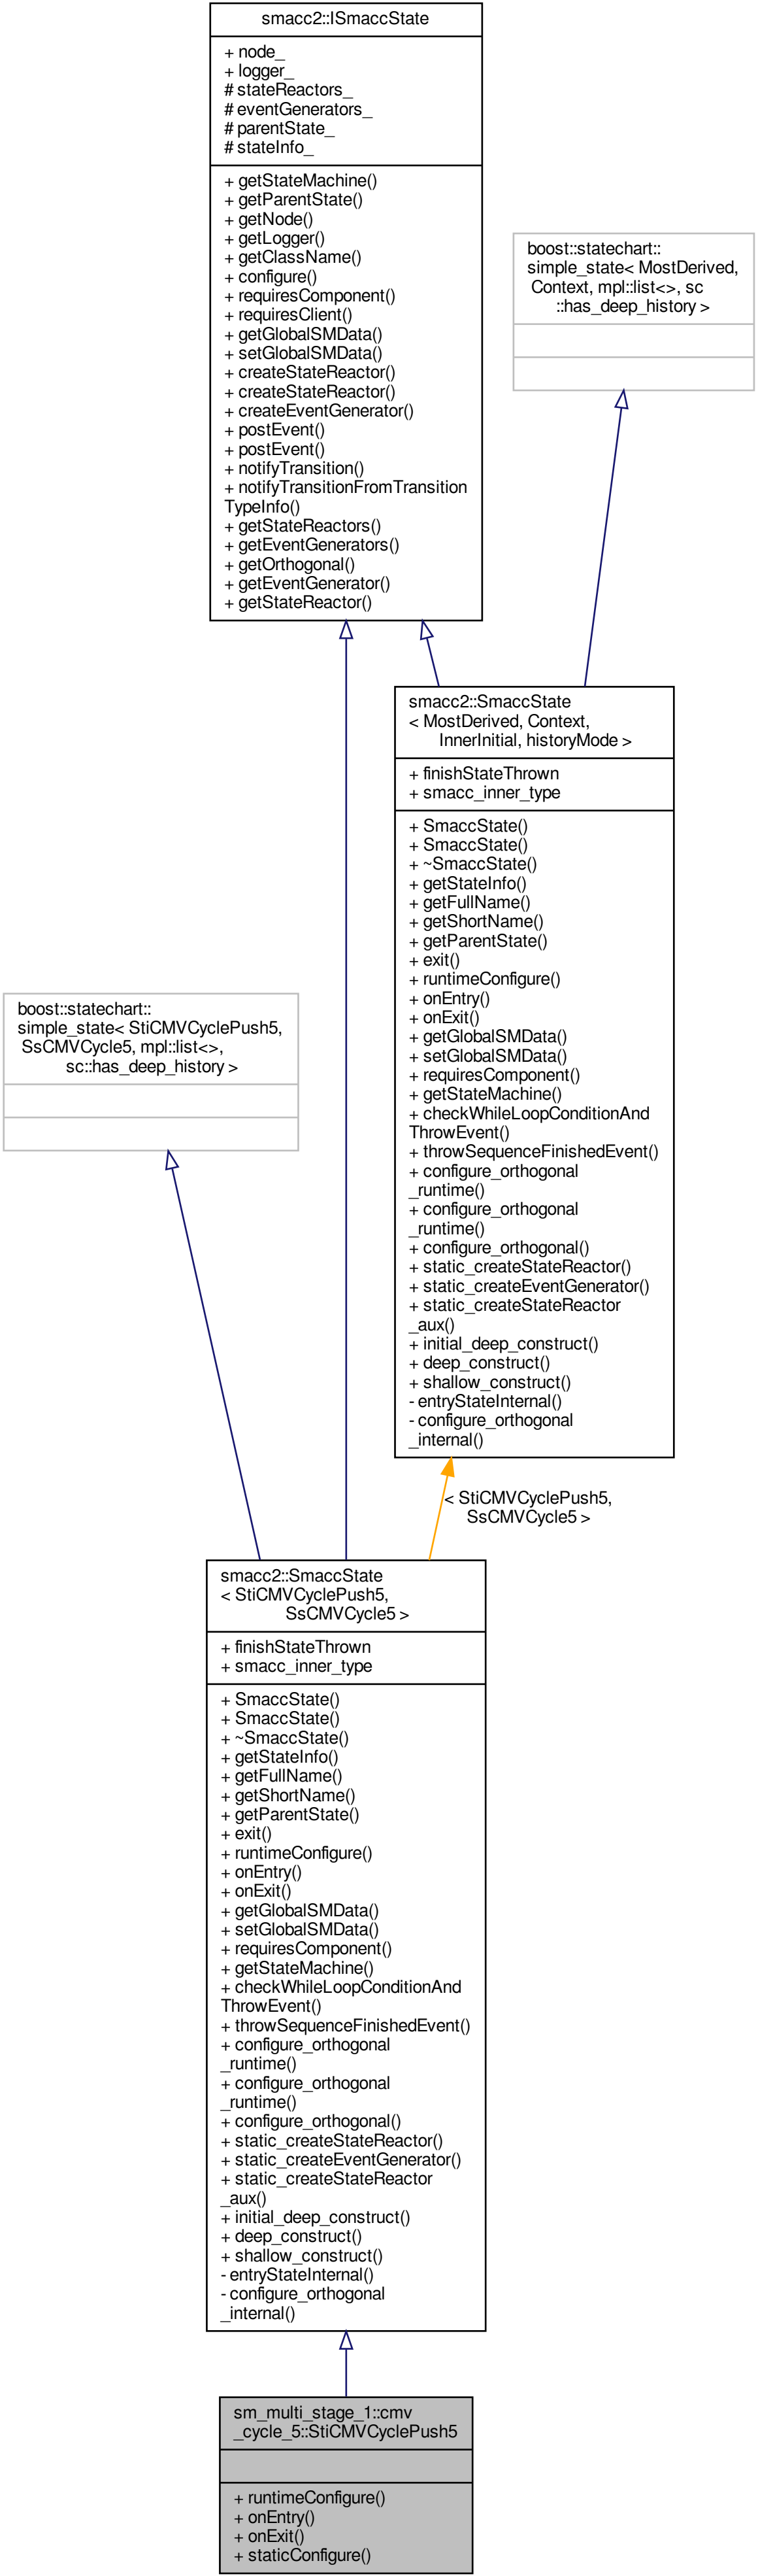 smacc2::ISmaccState
+ node_
+ logger_
# stateReactors_
# eventGenerators_
# parentState_
# stateInfo_
+ getStateMachine()
+ getParentState()
+ getNode()
+ getLogger()
+ getClassName()
+ configure()
+ requiresComponent()
+ requiresClient()
+ getGlobalSMData()
+ setGlobalSMData()
+ createStateReactor()
+ createStateReactor()
+ createEventGenerator()
+ postEvent()
+ postEvent()
+ notifyTransition()
+ notifyTransitionFromTransition
TypeInfo()
+ getStateReactors()
+ getEventGenerators()
+ getOrthogonal()
+ getEventGenerator()
+ getStateReactor()
boost::statechart::
simple_state< MostDerived,
Context, mpl::list<>, sc
::has_deep_history >
smacc2::SmaccState
< MostDerived, Context,
InnerInitial, historyMode >
+ finishStateThrown
+ smacc_inner_type
+ SmaccState()
+ SmaccState()
+ ~SmaccState()
+ getStateInfo()
+ getFullName()
+ getShortName()
+ getParentState()
+ exit()
+ runtimeConfigure()
+ onEntry()
+ onExit()
+ getGlobalSMData()
+ setGlobalSMData()
+ requiresComponent()
+ getStateMachine()
+ checkWhileLoopConditionAnd
ThrowEvent()
+ throwSequenceFinishedEvent()
+ configure_orthogonal
_runtime()
+ configure_orthogonal
_runtime()
+ configure_orthogonal()
+ static_createStateReactor()
+ static_createEventGenerator()
+ static_createStateReactor
_aux()
+ initial_deep_construct()
+ deep_construct()
+ shallow_construct()
- entryStateInternal()
- configure_orthogonal
_internal()
boost::statechart::
simple_state< StiCMVCyclePush5,
SsCMVCycle5, mpl::list<>,
sc::has_deep_history >
< StiCMVCyclePush5,
SsCMVCycle5 >
smacc2::SmaccState
< StiCMVCyclePush5,
SsCMVCycle5 >
+ finishStateThrown
+ smacc_inner_type
+ SmaccState()
+ SmaccState()
+ ~SmaccState()
+ getStateInfo()
+ getFullName()
+ getShortName()
+ getParentState()
+ exit()
+ runtimeConfigure()
+ onEntry()
+ onExit()
+ getGlobalSMData()
+ setGlobalSMData()
+ requiresComponent()
+ getStateMachine()
+ checkWhileLoopConditionAnd
ThrowEvent()
+ throwSequenceFinishedEvent()
+ configure_orthogonal
_runtime()
+ configure_orthogonal
_runtime()
+ configure_orthogonal()
+ static_createStateReactor()
+ static_createEventGenerator()
+ static_createStateReactor
_aux()
+ initial_deep_construct()
+ deep_construct()
+ shallow_construct()
- entryStateInternal()
- configure_orthogonal
_internal()
sm_multi_stage_1::cmv
_cycle_5::StiCMVCyclePush5
+ runtimeConfigure()
+ onEntry()
+ onExit()
+ staticConfigure()